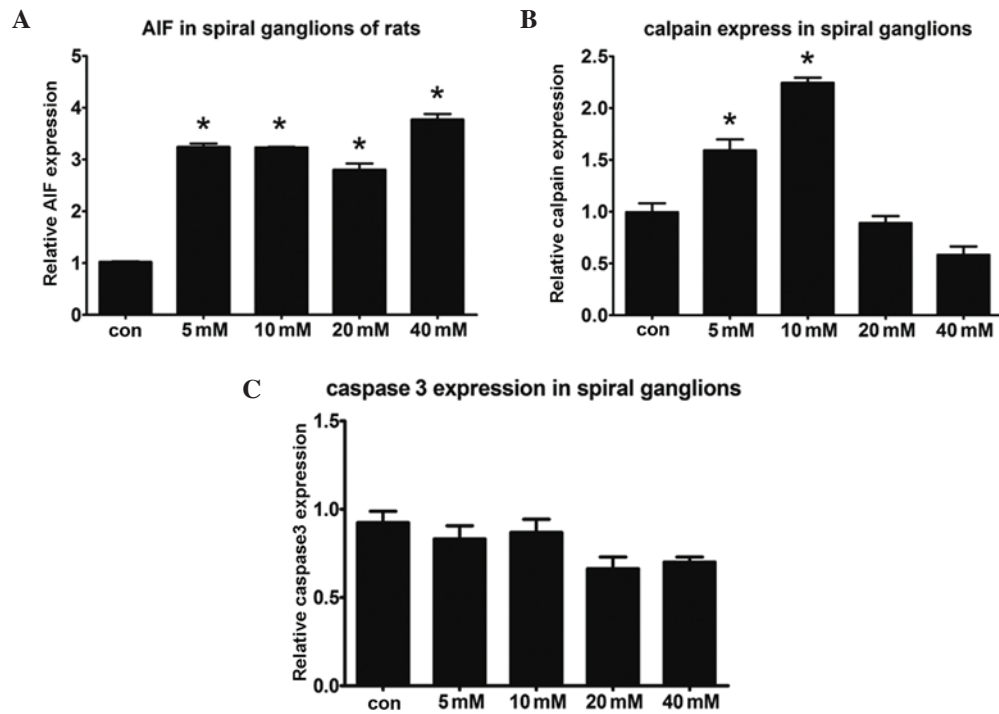 A
AIF in spiral ganglions of rats
Relative AIF expression
5
4
3
2
1
0
* * * *
con 5 mM 10 mM 20 mM 40 mM
B
calpain express in spiral ganglions
Relative calpain expression
2.5
2.0
1.5
1.0
0.5
0.0
* *
con 5 mM 10 mM 20 mM 40 mM
C
caspase 3 expression in spiral ganglions
Relative caspase3 expression
1.5
1.0
0.5
0.0
con 5 mM 10 mM 20 mM 40 mM